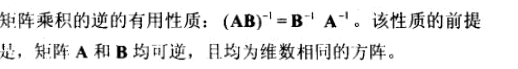 矩阵乘积的逆的有用性质：(AB)⁻¹ = B⁻¹ A⁻¹。该性质的前提
是，矩阵 A 和 B 均可逆，且均为维数相同的方阵。